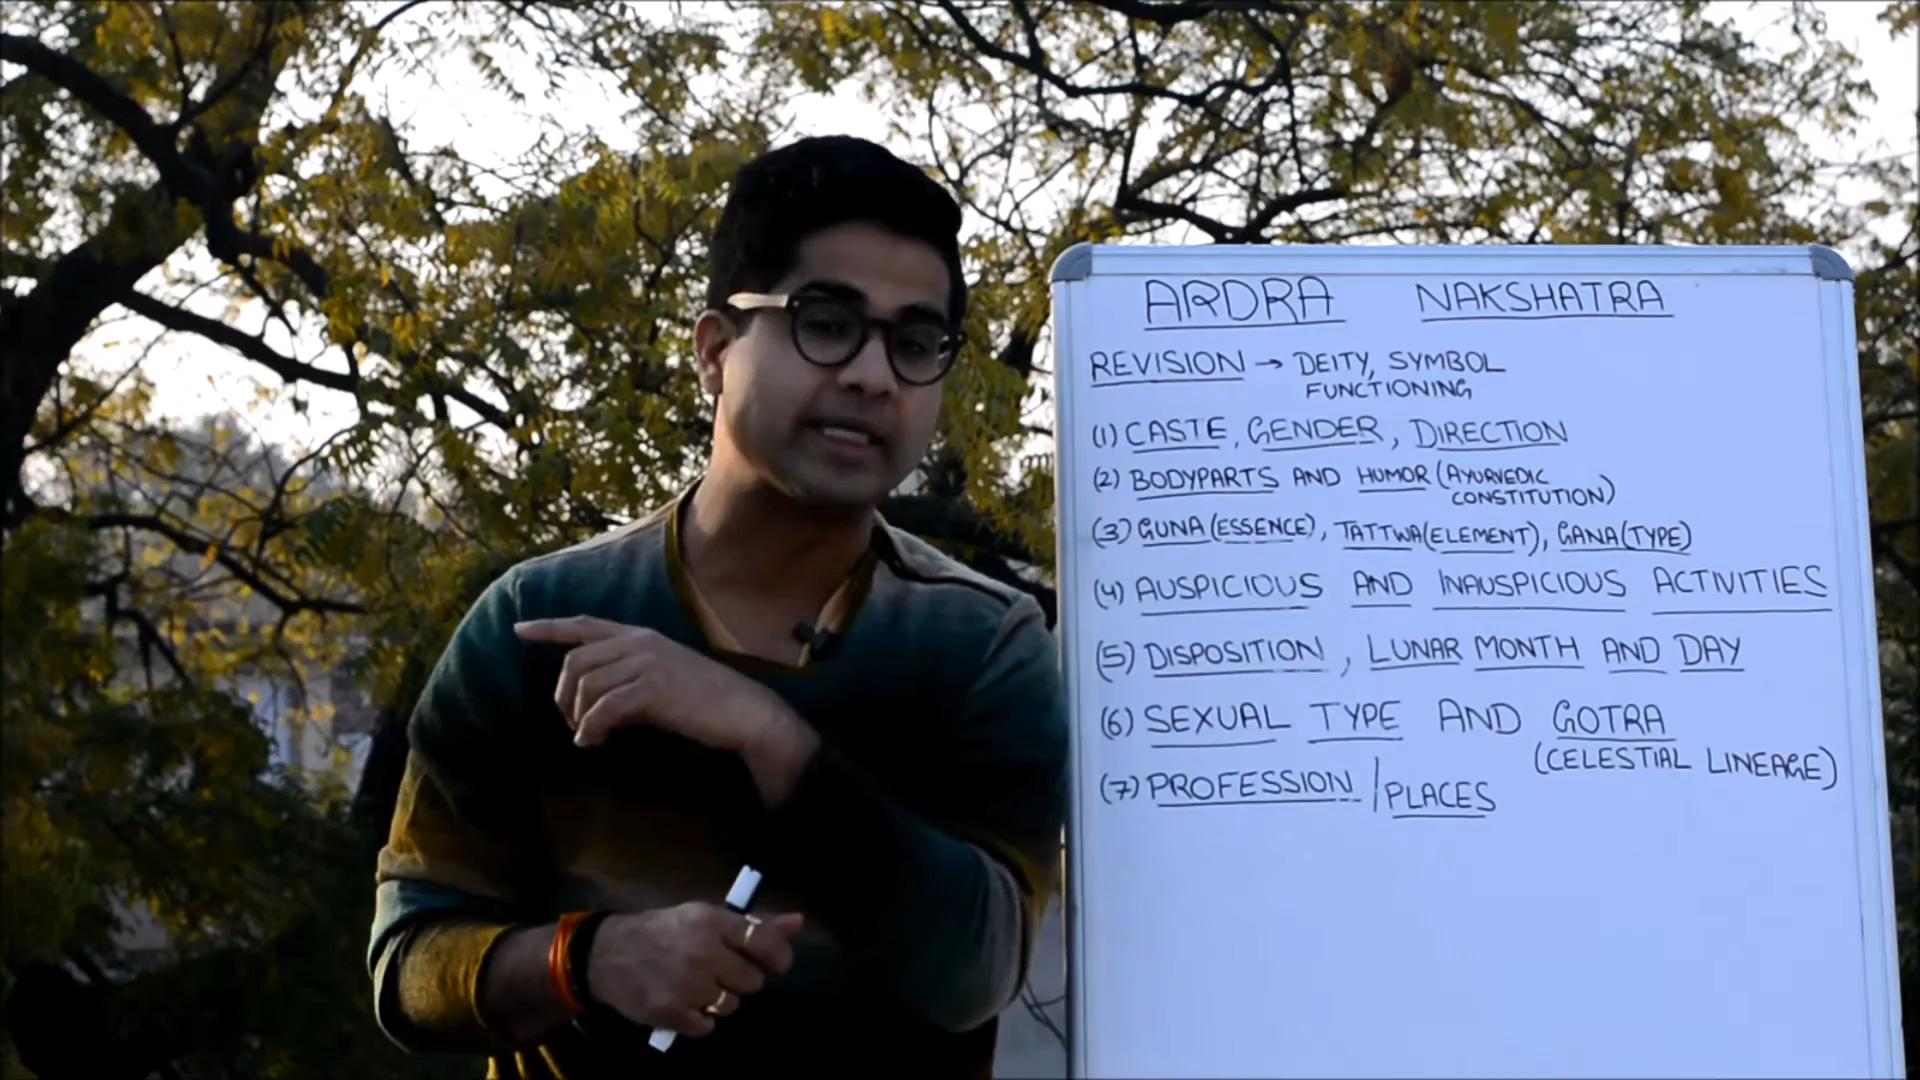 ARDRA NAKSHATRA
REVISION → DEITY, SYMBOL
FUNCTIONING
(1) CASTE, GENDER, DIRECTION
(2) BODYPARTS AND HUMOR (AYURVEDIC
CONSTITUTION)
(3) GUNA (ESSENCE), TATTWA (ELEMENT), GANA (TYPE)
(4) AUSPICIOUS AND INAUSPICIOUS ACTIVITIES
(5) DISPOSITION, LUNAR MONTH AND DAY
(6) SEXUAL TYPE AND GOTRA
(CELESTIAL LINEAGE)
(7) PROFESSION / PLACES